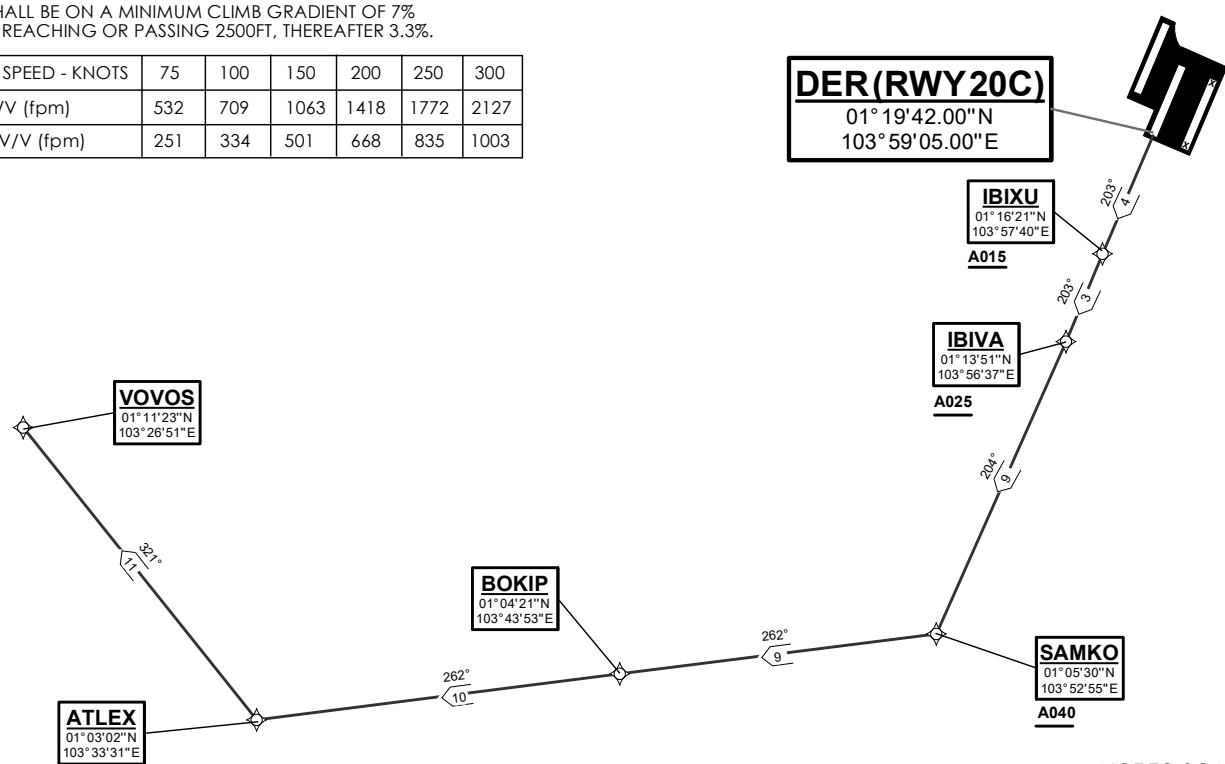 HALL BE ON A MINIMUM CLIMB GRADIENT OF 7%
REACHING OR PASSING 2500FT, THEREAFTER 3.3%.
SPEED - KNOTS 75 100 150 200 250 300
V/V (fpm) 532 709 1063 1418 1772 2127
V/V (fpm) 251 334 501 668 835 1003
DER (RWY 20C)
01°19'42.00"N
103°59'05.00"E
203°
4
IBIXU
01°16'21"N
103°57'40"E
A015
203°
3
IBIVA
01°13'51"N
103°56'37"E
A025
204°
9
VOVOS
01°11'23"N
103°26'51"E
321°
11
BOKIP
01°04'21"N
103°43'53"E
262°
9
262°
10
SAMKO
01°05'30"N
103°52'55"E
A040
ATLEX
01°03'02"N
103°33'31"E